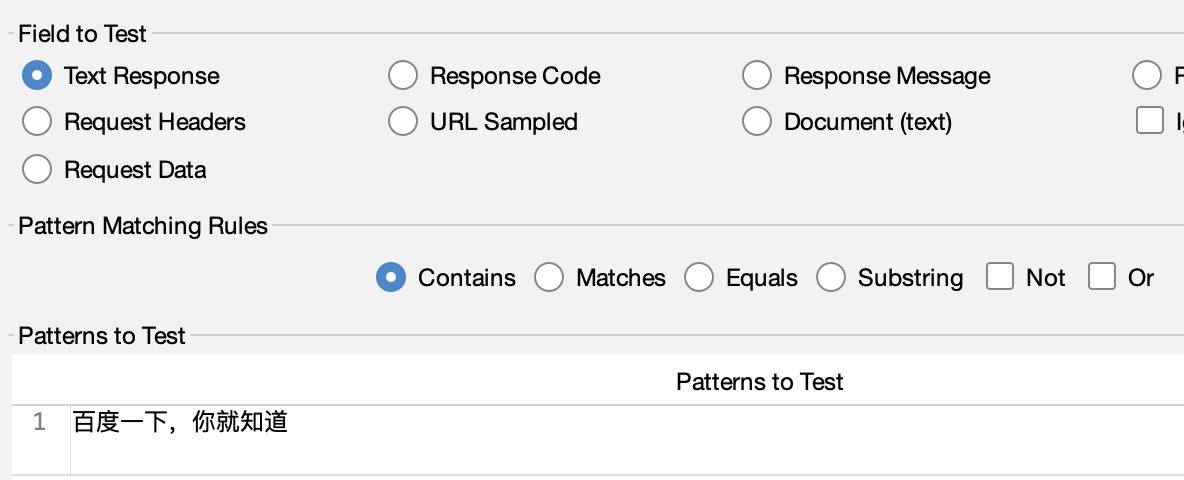 Field to Test
Text Response Response Code Response Message
Request Headers URL Sampled Document (text)
Request Data
Pattern Matching Rules
Contains Matches Equals Substring Not Or
Patterns to Test
Patterns to Test
1 百度一下，你就知道